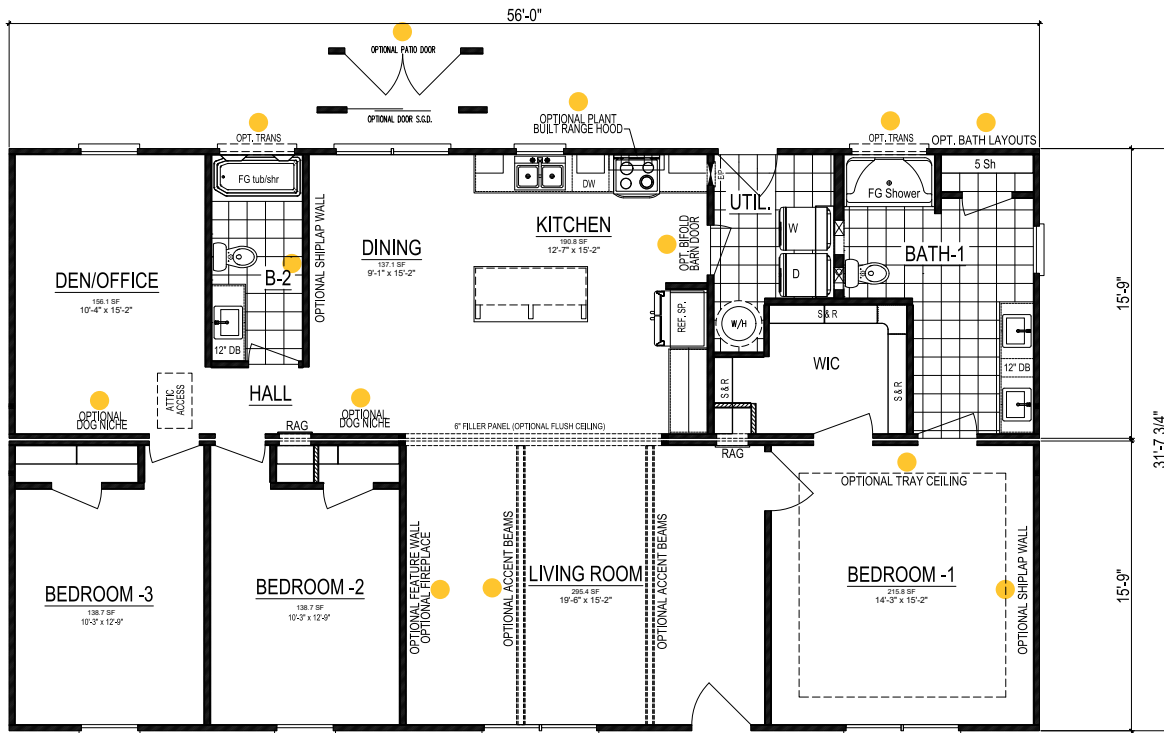 56'-0"
OPTIONAL PATIO DOOR
OPTIONAL DOOR S.G.D.
OPT. TRANS
OPTIONAL PLANT
BUILT RANGE HOOD
OPT. TRANS
OPT. BATH LAYOUTS
FG tub/shr
DW
EP
UTIL.
FG Shower
5 Sh
OPTIONAL SHIPLAP WALL
DINING
137.1 SF
9'-1" x 15'-2"
KITCHEN
190.8 SF
12'-7" x 15'-2"
OPT. BIFOLD
BARN DOOR
W
D
BATH-1
DEN/OFFICE
156.1 SF
10'-4" x 15'-2"
B-2
15'-9"
REF. SP.
W/H
S & R
12" DB
WIC
S & R
S & R
12" DB
HALL
ATTIC
ACCESS
OPTIONAL
DOG NICHE
OPTIONAL
DOG NICHE
RAG
6" FILLER PANEL (OPTIONAL FLUSH CEILING)
RAG
31'-7 3/4"
OPTIONAL TRAY CEILING
OPTIONAL FEATURE WALL
OPTIONAL FIREPLACE
OPTIONAL ACCENT BEAMS
OPTIONAL ACCENT BEAMS
OPTIONAL SHIPLAP WALL
BEDROOM -3
138.7 SF
10'-3" x 12'-9"
BEDROOM -2
138.7 SF
10'-3" x 12'-9"
LIVING ROOM
295.4 SF
19'-6" x 15'-2"
BEDROOM -1
215.8 SF
14'-3" x 15'-2"
15'-9"